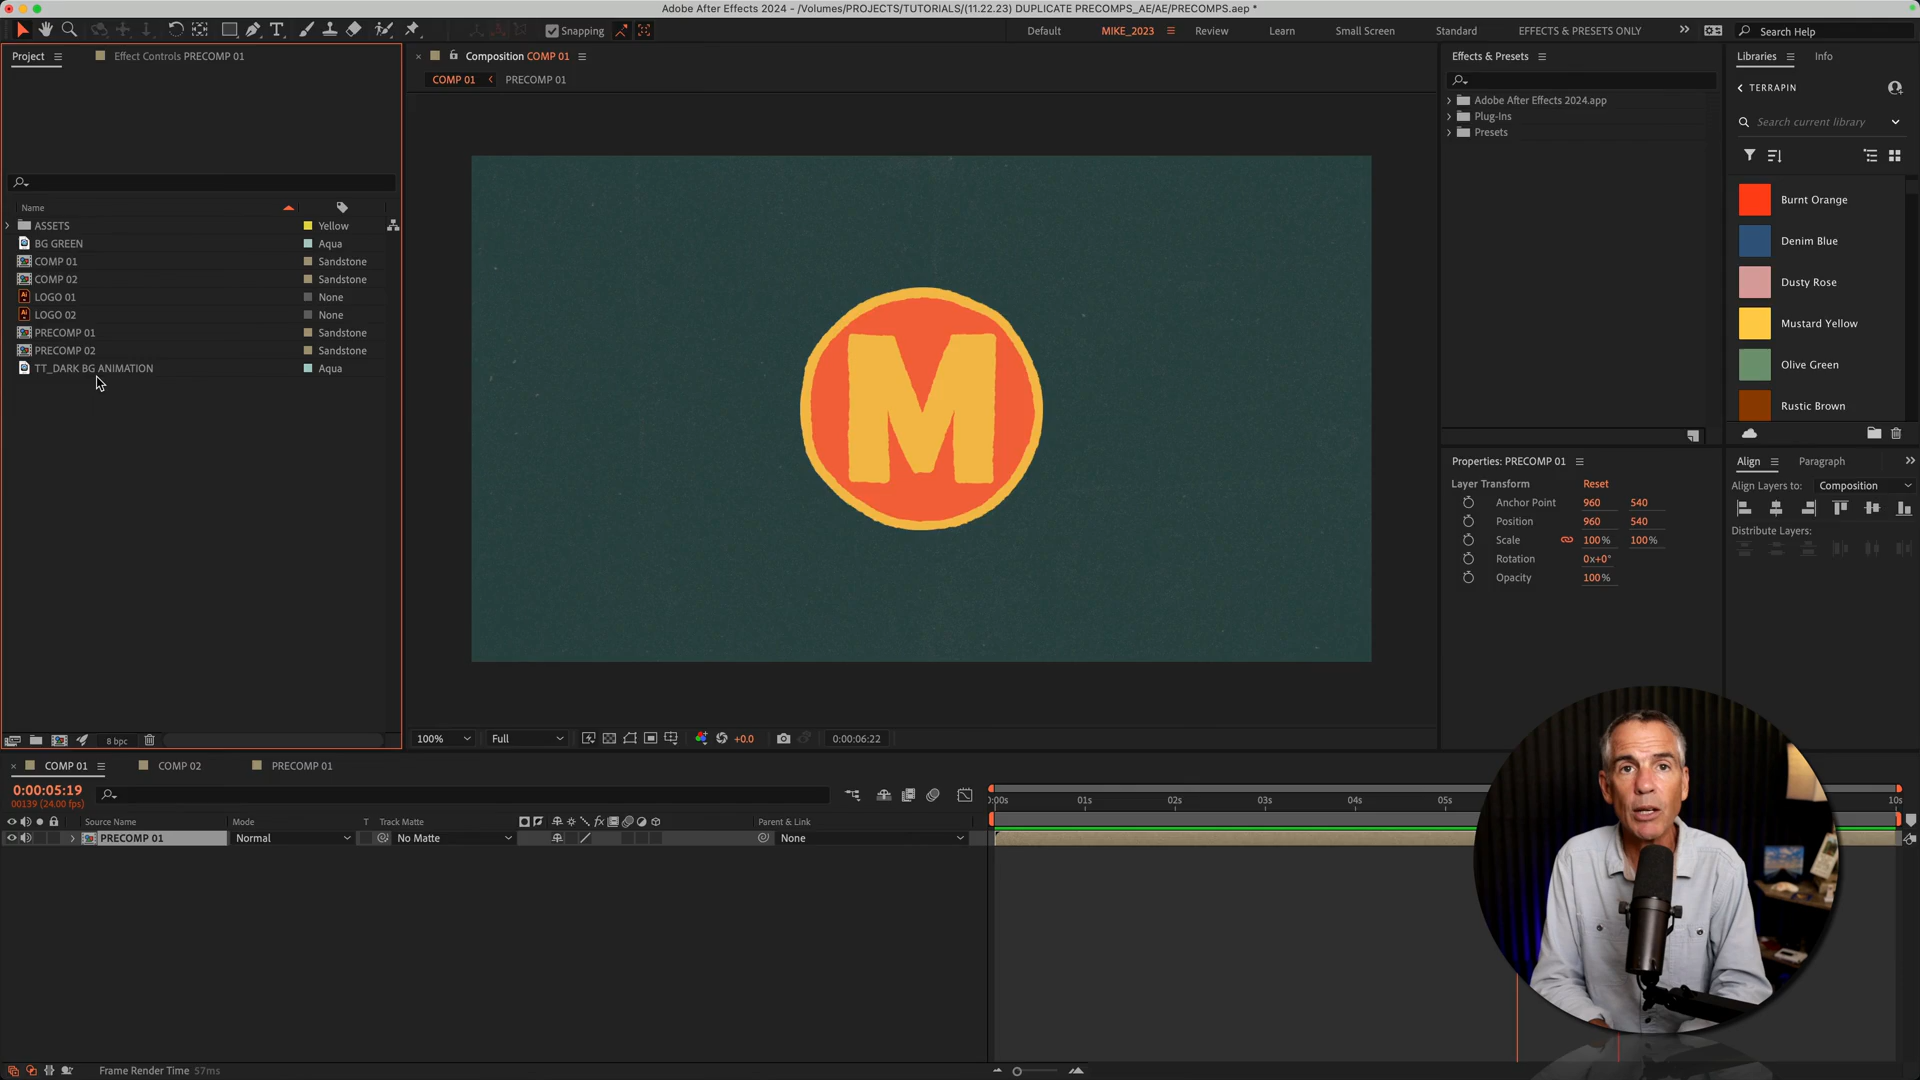 Adobe After Effects 2024 - /Volumes/PROJECTS/TUTORIALS/(11.22.23) DUPLICATE PRECOMPS_AE/AE/PRECOMPS.aep *
Snapping
Default
MIKE_2023
Review
Learn
Small Screen
Standard
EFFECTS & PRESETS ONLY
Search Help
Project
Effect Controls PRECOMP 01
Composition COMP 01
COMP 01
PRECOMP 01
Effects & Presets
Adobe After Effects 2024.app
Plug-Ins
Presets
Libraries
Info
TERRAPIN
Search current library
Burnt Orange
Denim Blue
Dusty Rose
Mustard Yellow
Olive Green
Rustic Brown
Name
ASSETS Yellow
BG GREEN Aqua
COMP 01 Sandstone
COMP 02 Sandstone
LOGO 01 None
LOGO 02 None
PRECOMP 01 Sandstone
PRECOMP 02 Sandstone
TT_DARK BG ANIMATION Aqua
M
Properties: PRECOMP 01
Layer Transform Reset
Anchor Point 960 540
Position 960 540
Scale 100% 100%
Rotation 0x+0°
Opacity 100%
Align
Paragraph
Align Layers to: Composition
Distribute Layers:
8 bpc
100%
Full
+0.0
0:00:06:22
COMP 01
COMP 02
PRECOMP 01
0:00:05:19
00139 (24.00 fps)
Source Name
Mode
T
Track Matte
fx
Parent & Link
PRECOMP 01
Normal
No Matte
None
:00s 01s 02s 03s 04s 05s 10s
Frame Render Time 57ms